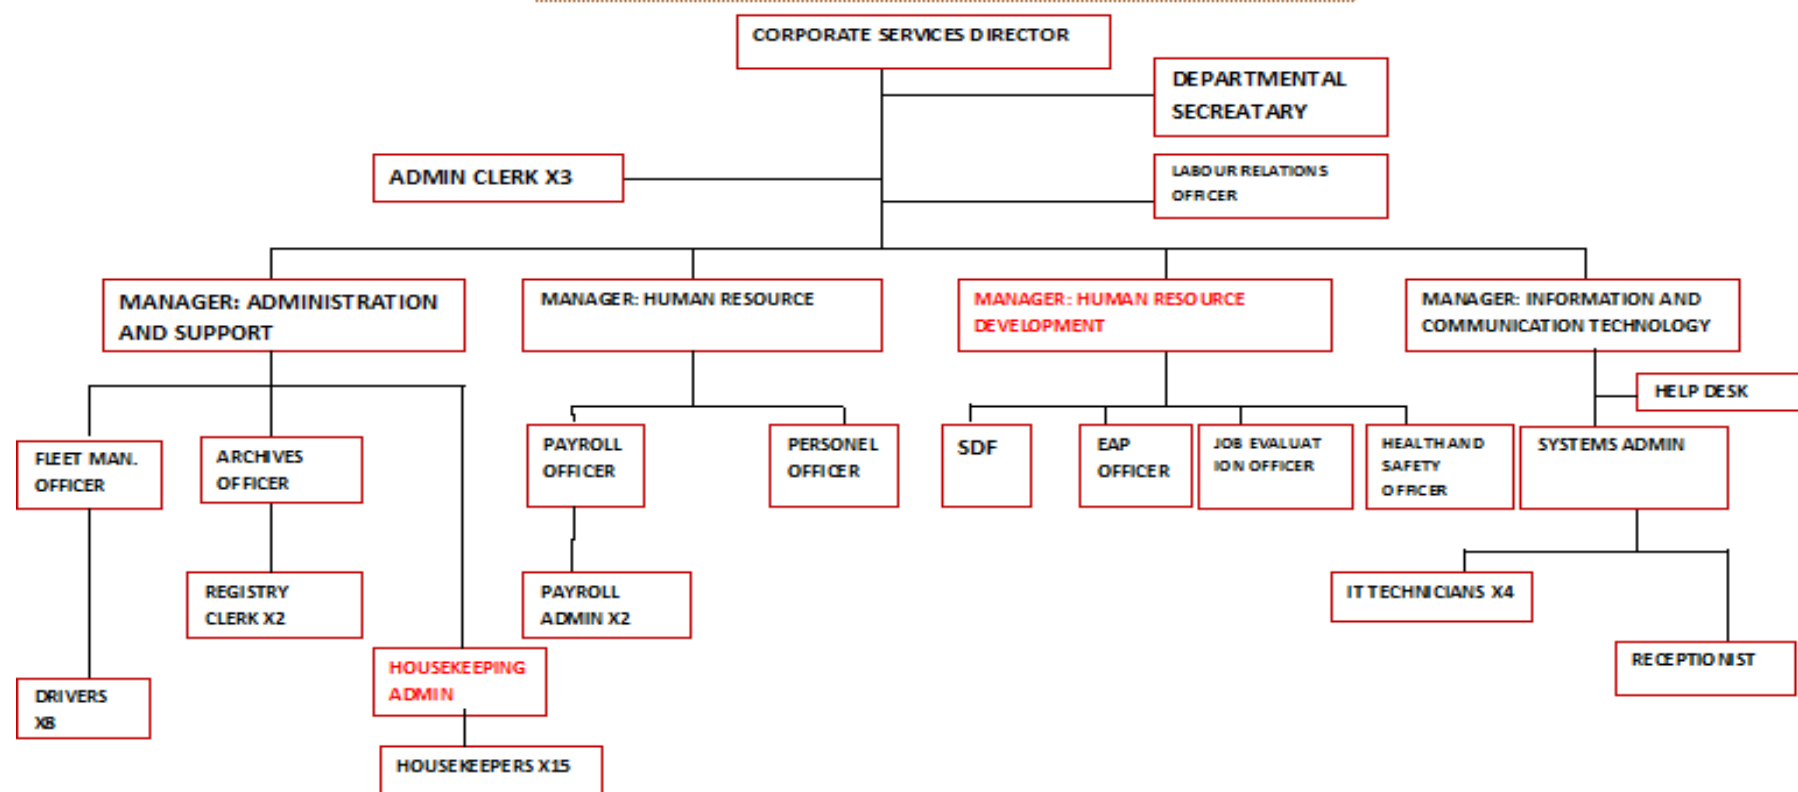 CORPORATE SERVICES DIRECTOR
DEPARTMENTAL
SECREATARY
ADMIN CLERK X3
LABOUR RELATIONS
OFFICER
MANAGER: ADMINISTRATION
AND SUPPORT
MANAGER: HUMAN RESOURCE
MANAGER: HUMAN RESOURCE
DEVELOPMENT
MANAGER: INFORMATION AND
COMMUNICATION TECHNOLOGY
HELP DESK
FLEET MAN.
OFFICER
ARCHIVES
OFFICER
PAYROLL
OFFICER
PERSONEL
OFFICER
SDF
EAP
OFFICER
JOB EVALUAT
ION OFFICER
HEALTH AND
SAFETY
OFFICER
SYSTEMS ADMIN
REGISTRY
CLERK X2
PAYROLL
ADMIN X2
IT TECHNICIANS X4
RECEPTIONIST
HOUSEKEEPING
ADMIN
DRIVERS
X8
HOUSEKEEPERS X15